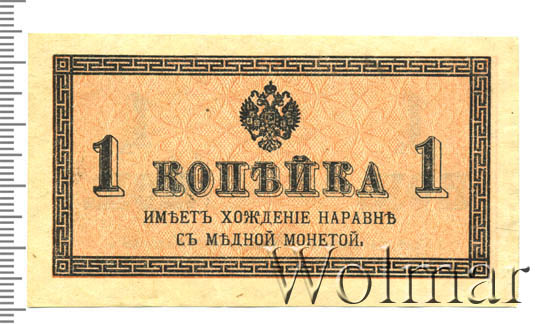 1 КОПѢЙКА 1
ИМѢЕТЪ ХОЖДЕНІЕ НАРАВНѢ
СЪ МѢДНОЙ МОНЕТОЙ.
Wolmar